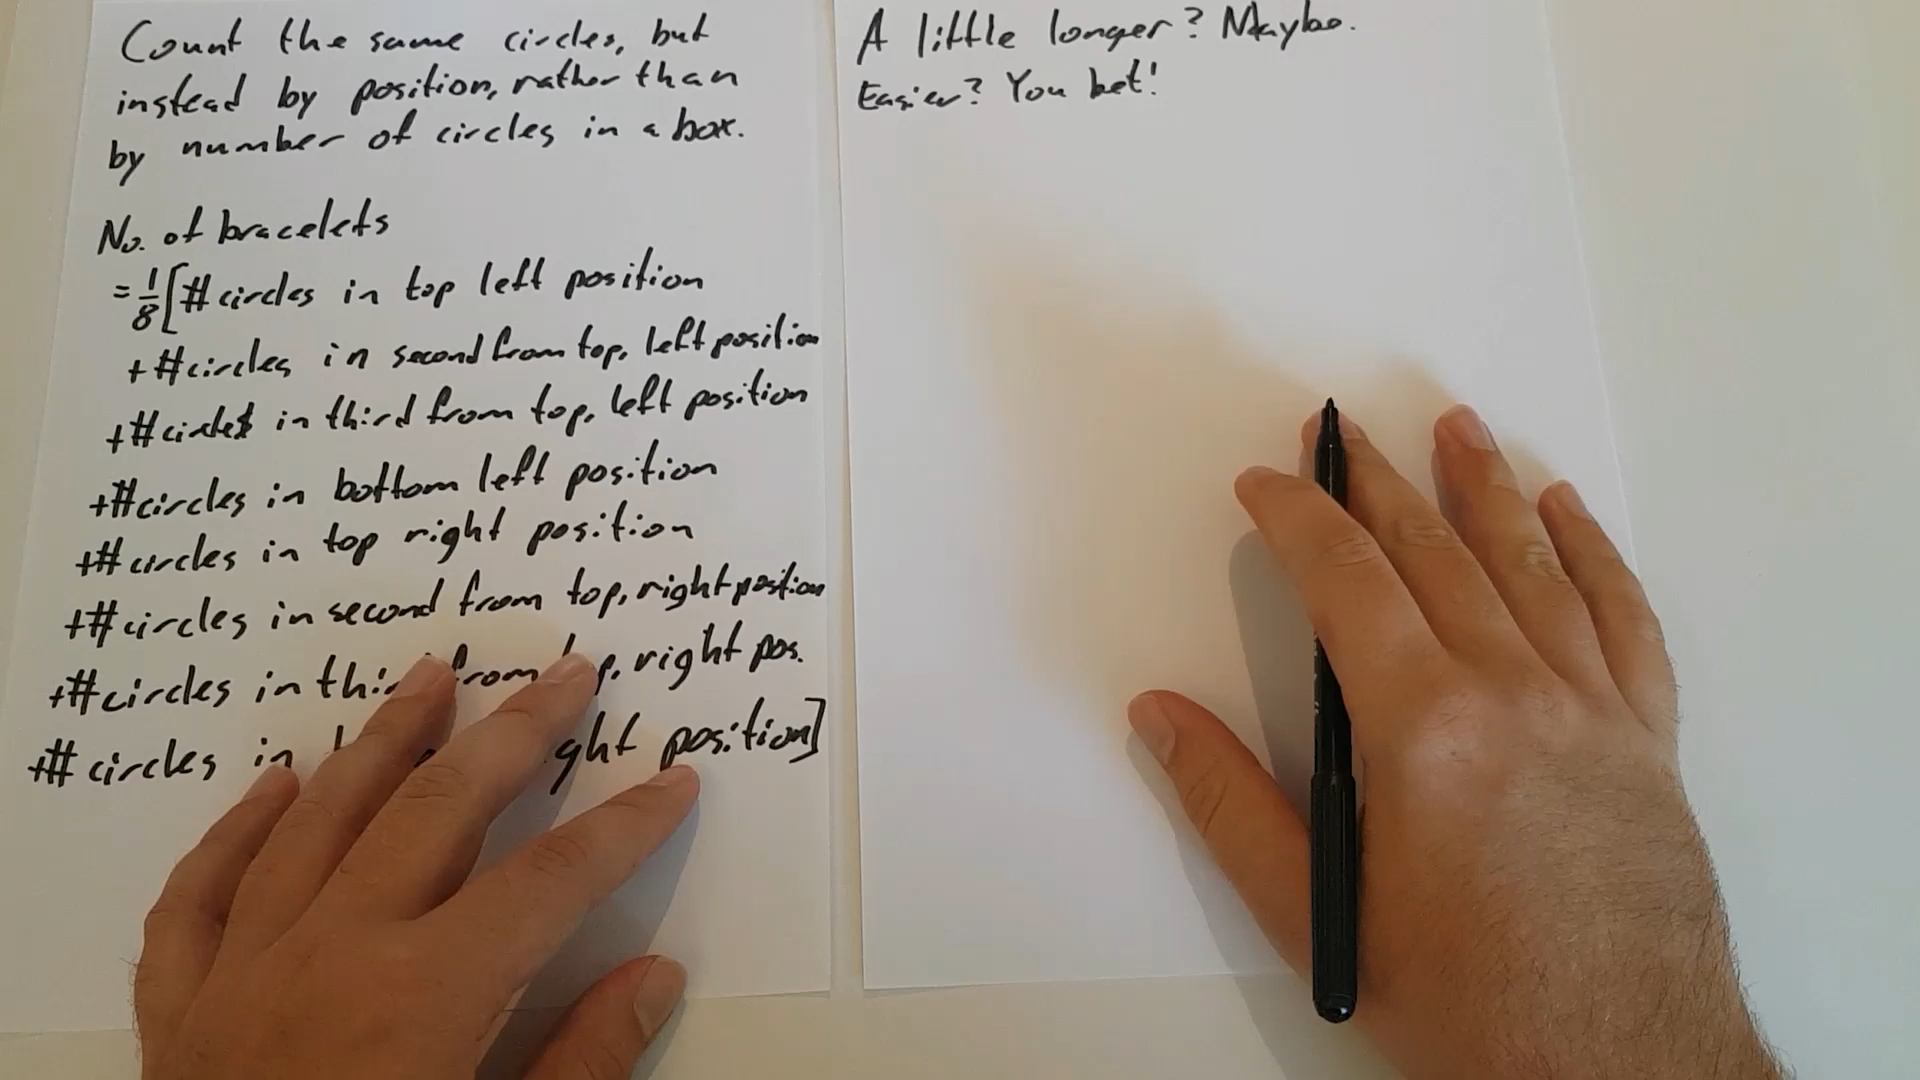 Count the same circles, but
instead by position, rather than
by number of circles in a box.
No. of bracelets
= 1/8 [# circles in top left position
+ # circles in second from top, left position
+ # circles in third from top, left position
+ # circles in bottom left position
+ # circles in top right position
+ # circles in second from top, right position
+ # circles in from right pos.
+ # circles in position]
A little longer? Maybe.
Easier? You bet!